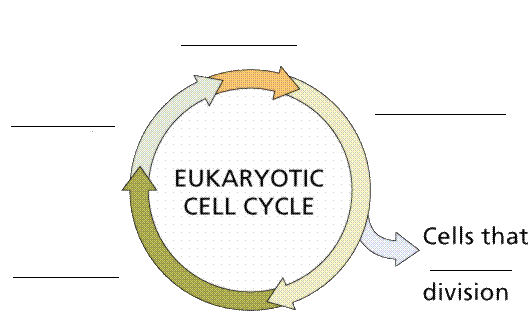 EUKARYOTIC
CELL CYCLE
Cells that
division